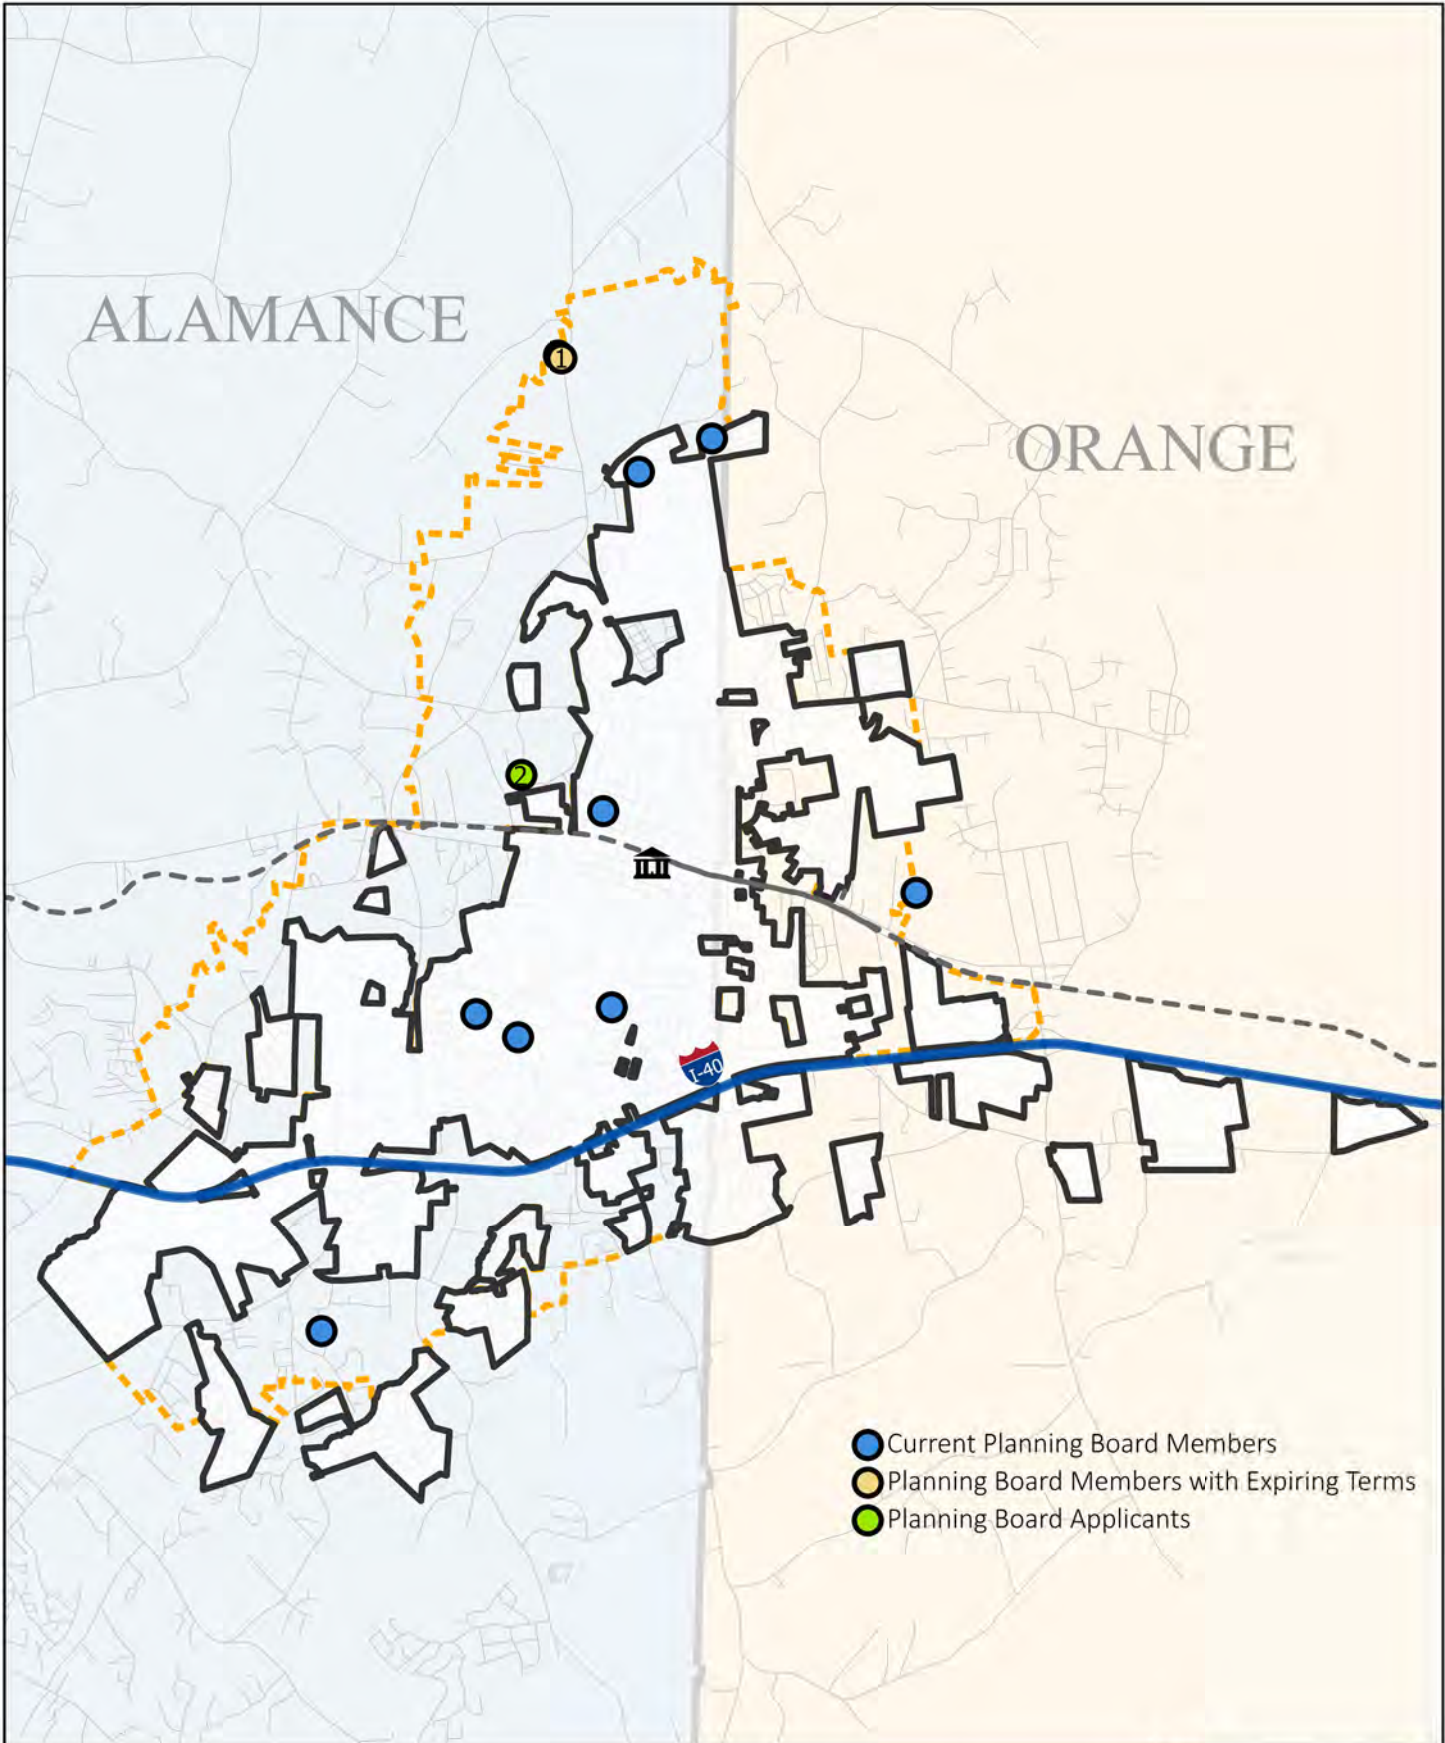 ALAMANCE
1
ORANGE
2
I-40
Current Planning Board Members
Planning Board Members with Expiring Terms
Planning Board Applicants